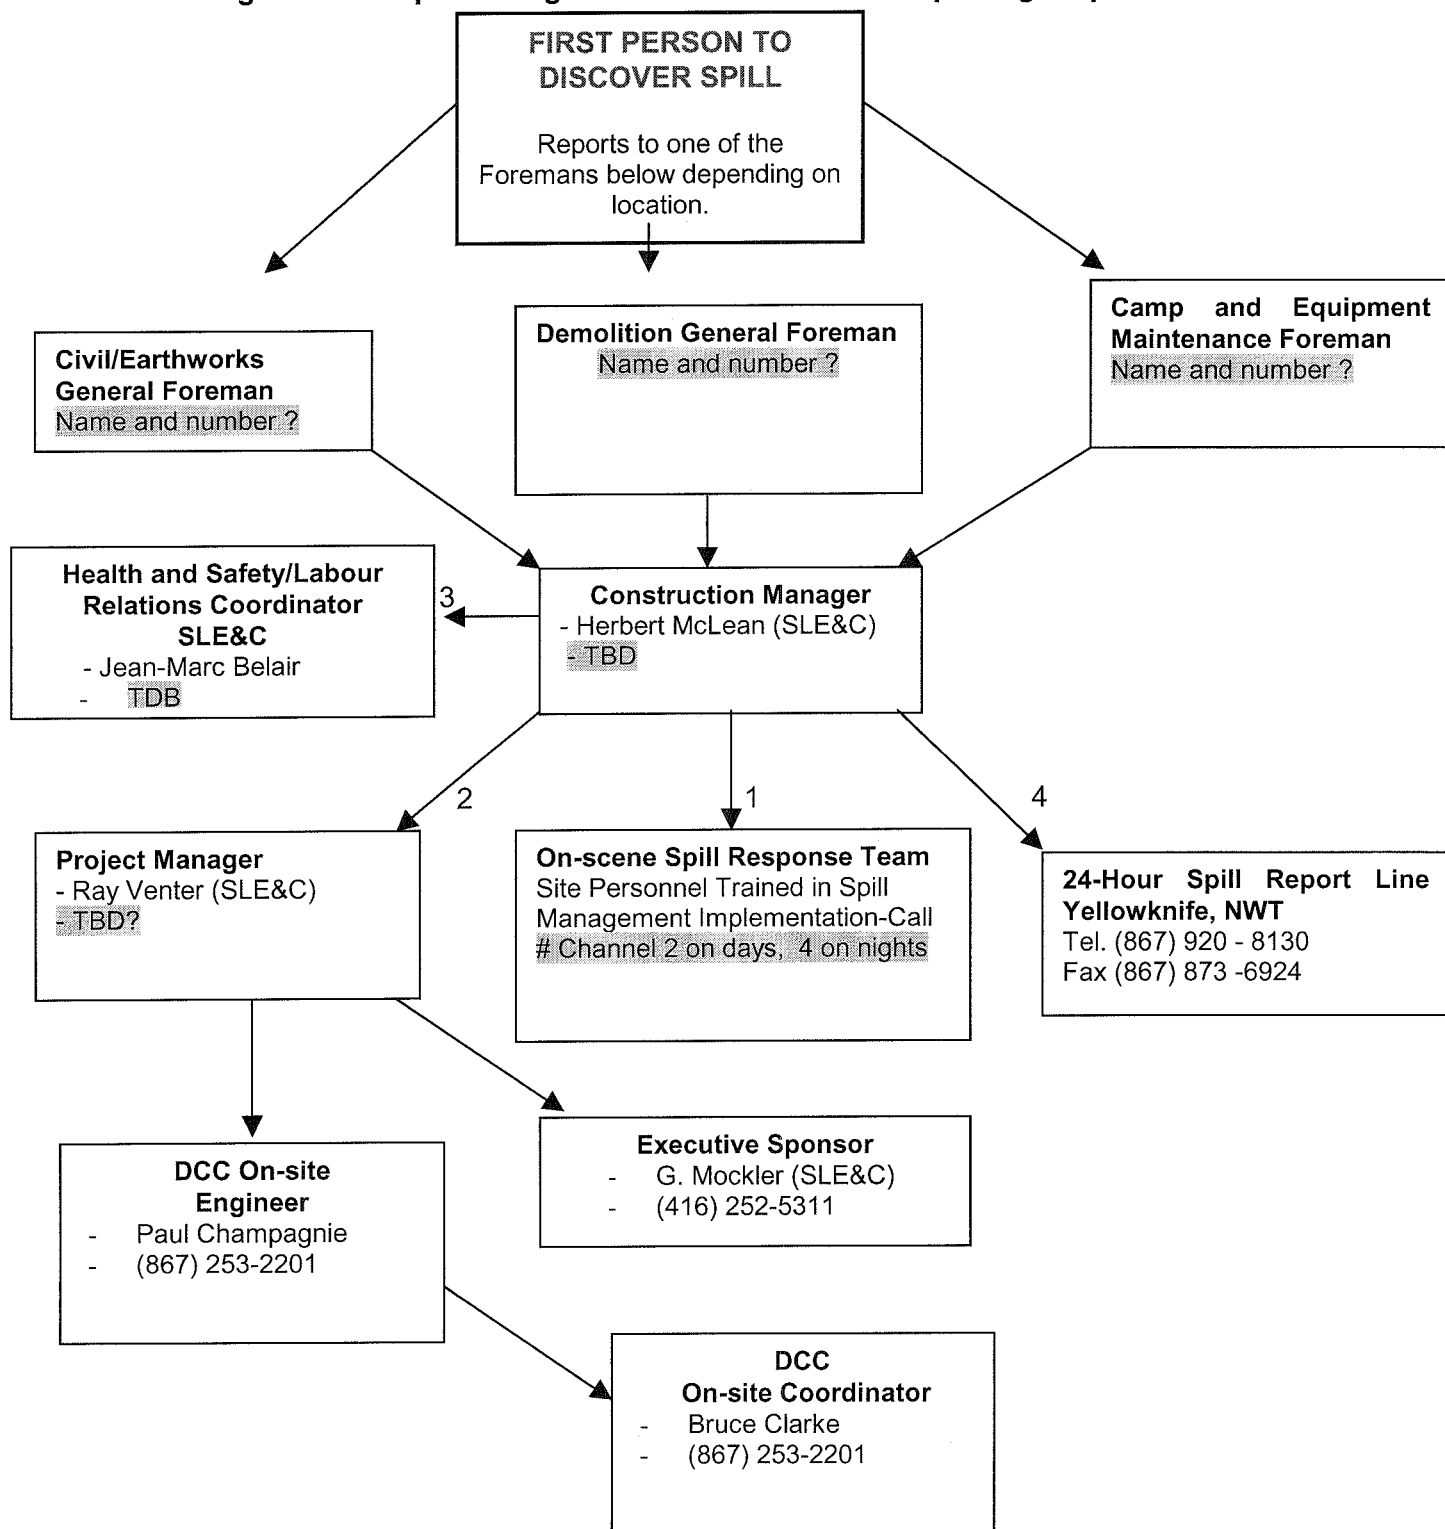 FIRST PERSON TO
DISCOVER SPILL
Reports to one of the
Foremans below depending on
location.
Civil/Earthworks
General Foreman
Name and number ?
Demolition General Foreman
Name and number ?
Camp and Equipment
Maintenance Foreman
Name and number ?
Health and Safety/Labour
Relations Coordinator
SLE&C
- Jean-Marc Belair
- TDB
3
Construction Manager
- Herbert McLean (SLE&C)
- TBD
2
1
4
Project Manager
- Ray Venter (SLE&C)
- TBD?
On-scene Spill Response Team
Site Personnel Trained in Spill
Management Implementation-Call
# Channel 2 on days, 4 on nights
24-Hour Spill Report Line
Yellowknife, NWT
Tel. (867) 920 - 8130
Fax (867) 873 -6924
DCC On-site
Engineer
- Paul Champagnie
- (867) 253-2201
Executive Sponsor
- G. Mockler (SLE&C)
- (416) 252-5311
DCC
On-site Coordinator
- Bruce Clarke
- (867) 253-2201